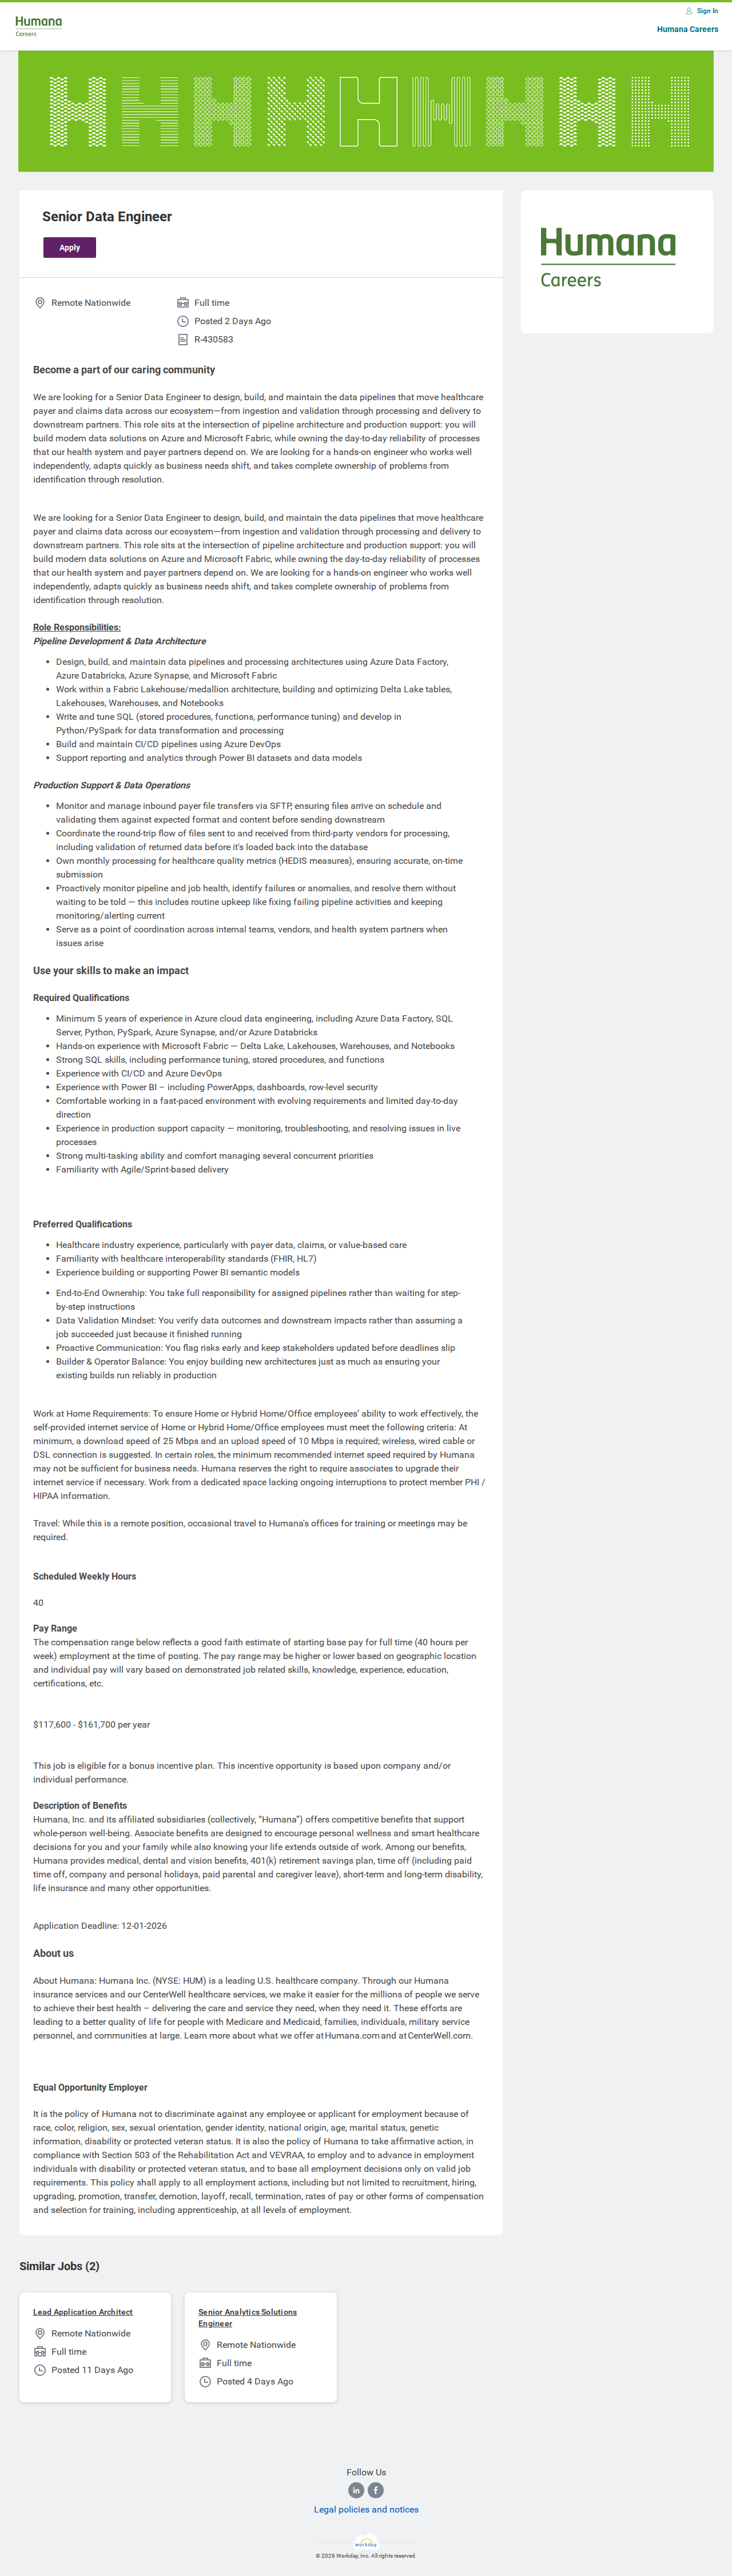 Sign In
Humana
Careers
Humana Careers
Senior Data Engineer
Apply
Humana
Careers
Remote Nationwide
Full time
Posted 2 Days Ago
R-430583
Become a part of our caring community
We are looking for a Senior Data Engineer to design, build, and maintain the data pipelines that move healthcare
payer and claims data across our ecosystem—from ingestion and validation through processing and delivery to
downstream partners. This role sits at the intersection of pipeline architecture and production support: you will
build modern data solutions on Azure and Microsoft Fabric, while owning the day-to-day reliability of processes
that our health system and payer partners depend on. We are looking for a hands-on engineer who works well
independently, adapts quickly as business needs shift, and takes complete ownership of problems from
identification through resolution.
We are looking for a Senior Data Engineer to design, build, and maintain the data pipelines that move healthcare
payer and claims data across our ecosystem—from ingestion and validation through processing and delivery to
downstream partners. This role sits at the intersection of pipeline architecture and production support: you will
build modern data solutions on Azure and Microsoft Fabric, while owning the day-to-day reliability of processes
that our health system and payer partners depend on. We are looking for a hands-on engineer who works well
independently, adapts quickly as business needs shift, and takes complete ownership of problems from
identification through resolution.
Role Responsibilities:
Pipeline Development & Data Architecture
• Design, build, and maintain data pipelines and processing architectures using Azure Data Factory,
Azure Databricks, Azure Synapse, and Microsoft Fabric
• Work within a Fabric Lakehouse/medallion architecture, building and optimizing Delta Lake tables,
Lakehouses, Warehouses, and Notebooks
• Write and tune SQL (stored procedures, functions, performance tuning) and develop in
Python/PySpark for data transformation and processing
• Build and maintain CI/CD pipelines using Azure DevOps
• Support reporting and analytics through Power BI datasets and data models
Production Support & Data Operations
• Monitor and manage inbound payer file transfers via SFTP, ensuring files arrive on schedule and
validating them against expected format and content before sending downstream
• Coordinate the round-trip flow of files sent to and received from third-party vendors for processing,
including validation of returned data before it's loaded back into the database
• Own monthly processing for healthcare quality metrics (HEDIS measures), ensuring accurate, on-time
submission
• Proactively monitor pipeline and job health, identify failures or anomalies, and resolve them without
waiting to be told — this includes routine upkeep like fixing failing pipeline activities and keeping
monitoring/alerting current
• Serve as a point of coordination across internal teams, vendors, and health system partners when
issues arise
Use your skills to make an impact
Required Qualifications
• Minimum 5 years of experience in Azure cloud data engineering, including Azure Data Factory, SQL
Server, Python, PySpark, Azure Synapse, and/or Azure Databricks
• Hands-on experience with Microsoft Fabric — Delta Lake, Lakehouses, Warehouses, and Notebooks
• Strong SQL skills, including performance tuning, stored procedures, and functions
• Experience with CI/CD and Azure DevOps
• Experience with Power BI – including PowerApps, dashboards, row-level security
• Comfortable working in a fast-paced environment with evolving requirements and limited day-to-day
direction
• Experience in production support capacity — monitoring, troubleshooting, and resolving issues in live
processes
• Strong multi-tasking ability and comfort managing several concurrent priorities
• Familiarity with Agile/Sprint-based delivery
Preferred Qualifications
• Healthcare industry experience, particularly with payer data, claims, or value-based care
• Familiarity with healthcare interoperability standards (FHIR, HL7)
• Experience building or supporting Power BI semantic models
• End-to-End Ownership: You take full responsibility for assigned pipelines rather than waiting for step-
by-step instructions
• Data Validation Mindset: You verify data outcomes and downstream impacts rather than assuming a
job succeeded just because it finished running
• Proactive Communication: You flag risks early and keep stakeholders updated before deadlines slip
• Builder & Operator Balance: You enjoy building new architectures just as much as ensuring your
existing builds run reliably in production
Work at Home Requirements: To ensure Home or Hybrid Home/Office employees’ ability to work effectively, the
self-provided internet service of Home or Hybrid Home/Office employees must meet the following criteria: At
minimum, a download speed of 25 Mbps and an upload speed of 10 Mbps is required; wireless, wired cable or
DSL connection is suggested. In certain roles, the minimum recommended internet speed required by Humana
may not be sufficient for business needs. Humana reserves the right to require associates to upgrade their
internet service if necessary. Work from a dedicated space lacking ongoing interruptions to protect member PHI /
HIPAA information.
Travel: While this is a remote position, occasional travel to Humana's offices for training or meetings may be
required.
Scheduled Weekly Hours
40
Pay Range
The compensation range below reflects a good faith estimate of starting base pay for full time (40 hours per
week) employment at the time of posting. The pay range may be higher or lower based on geographic location
and individual pay will vary based on demonstrated job related skills, knowledge, experience, education,
certifications, etc.
$117,600 - $161,700 per year
This job is eligible for a bonus incentive plan. This incentive opportunity is based upon company and/or
individual performance.
Description of Benefits
Humana, Inc. and its affiliated subsidiaries (collectively, “Humana”) offers competitive benefits that support
whole-person well-being. Associate benefits are designed to encourage personal wellness and smart healthcare
decisions for you and your family while also knowing your life extends outside of work. Among our benefits,
Humana provides medical, dental and vision benefits, 401(k) retirement savings plan, time off (including paid
time off, company and personal holidays, paid parental and caregiver leave), short-term and long-term disability,
life insurance and many other opportunities.
Application Deadline: 12-01-2026
About us
About Humana: Humana Inc. (NYSE: HUM) is a leading U.S. healthcare company. Through our Humana
insurance services and our CenterWell healthcare services, we make it easier for the millions of people we serve
to achieve their best health – delivering the care and service they need, when they need it. These efforts are
leading to a better quality of life for people with Medicare and Medicaid, families, individuals, military service
personnel, and communities at large. Learn more about what we offer at Humana.com and at CenterWell.com.
Equal Opportunity Employer
It is the policy of Humana not to discriminate against any employee or applicant for employment because of
race, color, religion, sex, sexual orientation, gender identity, national origin, age, marital status, genetic
information, disability or protected veteran status. It is also the policy of Humana to take affirmative action, in
compliance with Section 503 of the Rehabilitation Act and VEVRAA, to employ and to advance in employment
individuals with disability or protected veteran status, and to base all employment decisions only on valid job
requirements. This policy shall apply to all employment actions, including but not limited to recruitment, hiring,
upgrading, promotion, transfer, demotion, layoff, recall, termination, rates of pay or other forms of compensation
and selection for training, including apprenticeship, at all levels of employment.
Similar Jobs (2)
Lead Application Architect
Remote Nationwide
Full time
Posted 11 Days Ago
Senior Analytics Solutions
Engineer
Remote Nationwide
Full time
Posted 4 Days Ago
Follow Us
Legal policies and notices
workday
© 2026 Workday, Inc. All rights reserved.